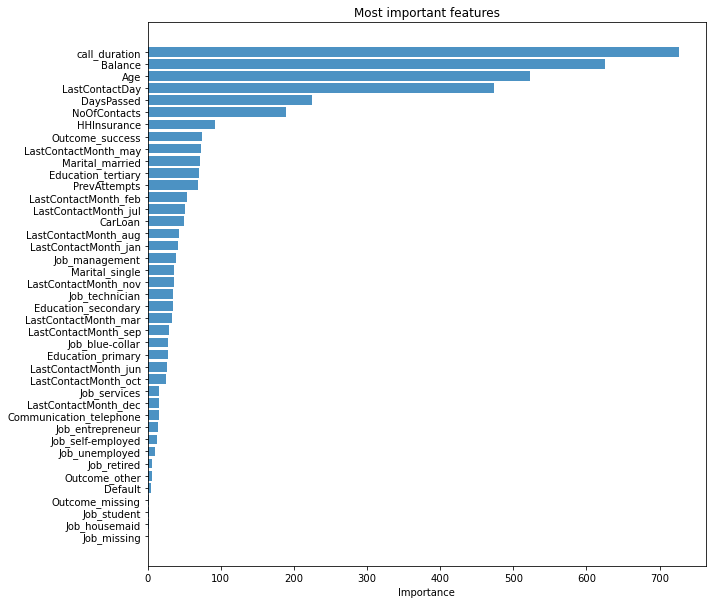 Most important features
call_duration
Balance
Age
LastContactDay
DaysPassed
NoOfContacts
HHInsurance
Outcome_success
LastContactMonth_may
Marital_married
Education_tertiary
PrevAttempts
LastContactMonth_feb
LastContactMonth_jul
CarLoan
LastContactMonth_aug
LastContactMonth_jan
Job_management
Marital_single
LastContactMonth_nov
Job_technician
Education_secondary
LastContactMonth_mar
LastContactMonth_sep
Job_blue-collar
Education_primary
LastContactMonth_jun
LastContactMonth_oct
Job_services
LastContactMonth_dec
Communication_telephone
Job_entrepreneur
Job_self-employed
Job_unemployed
Job_retired
Outcome_other
Default
Outcome_missing
Job_student
Job_housemaid
Job_missing
0 100 200 300 400 500 600 700
Importance